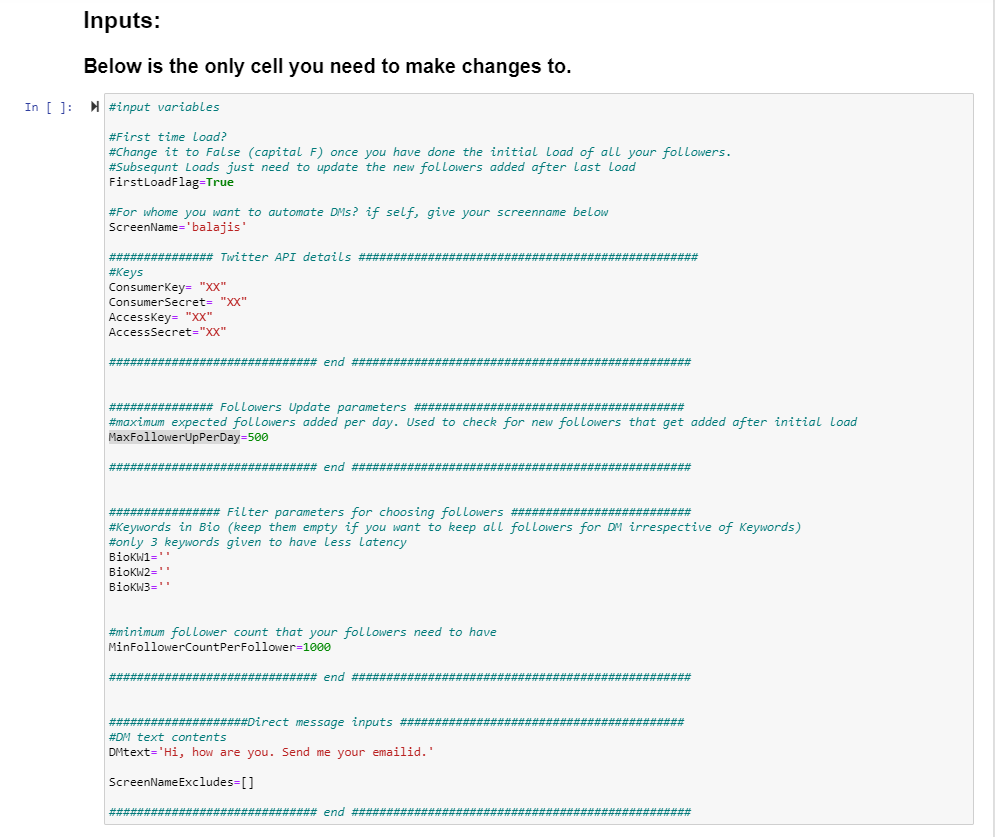 Inputs:
Below is the only cell you need to make changes to.
In [ ]:
#input variables
#First time load?
#Change it to False (capital F) once you have done the initial load of all your followers.
#Subsequnt Loads just need to update the new followers added after last load
FirstLoadFlag=True
#For whome you want to automate DMs? if self, give your screenname below
ScreenName='balajis'
############### Twitter API details #################################################
#Keys
ConsumerKey= "XX"
ConsumerSecret= "XX"
AccessKey= "XX"
AccessSecret="XX"
############################## end #################################################
############### Followers Update parameters #######################################
#maximum expected followers added per day. Used to check for new followers that get added after initial load
MaxFollowerUpPerDay=500
############################## end #################################################
################ Filter parameters for choosing followers ##########################
#Keywords in Bio (keep them empty if you want to keep all followers for DM irrespective of Keywords)
#only 3 keywords given to have less latency
BioKW1=''
BioKW2=''
BioKW3=''
#minimum follower count that your followers need to have
MinFollowerCountPerFollower=1000
############################## end #################################################
####################Direct message inputs #########################################
#DM text contents
DMtext='Hi, how are you. Send me your emailid.'
ScreenNameExcludes=[]
############################## end #################################################